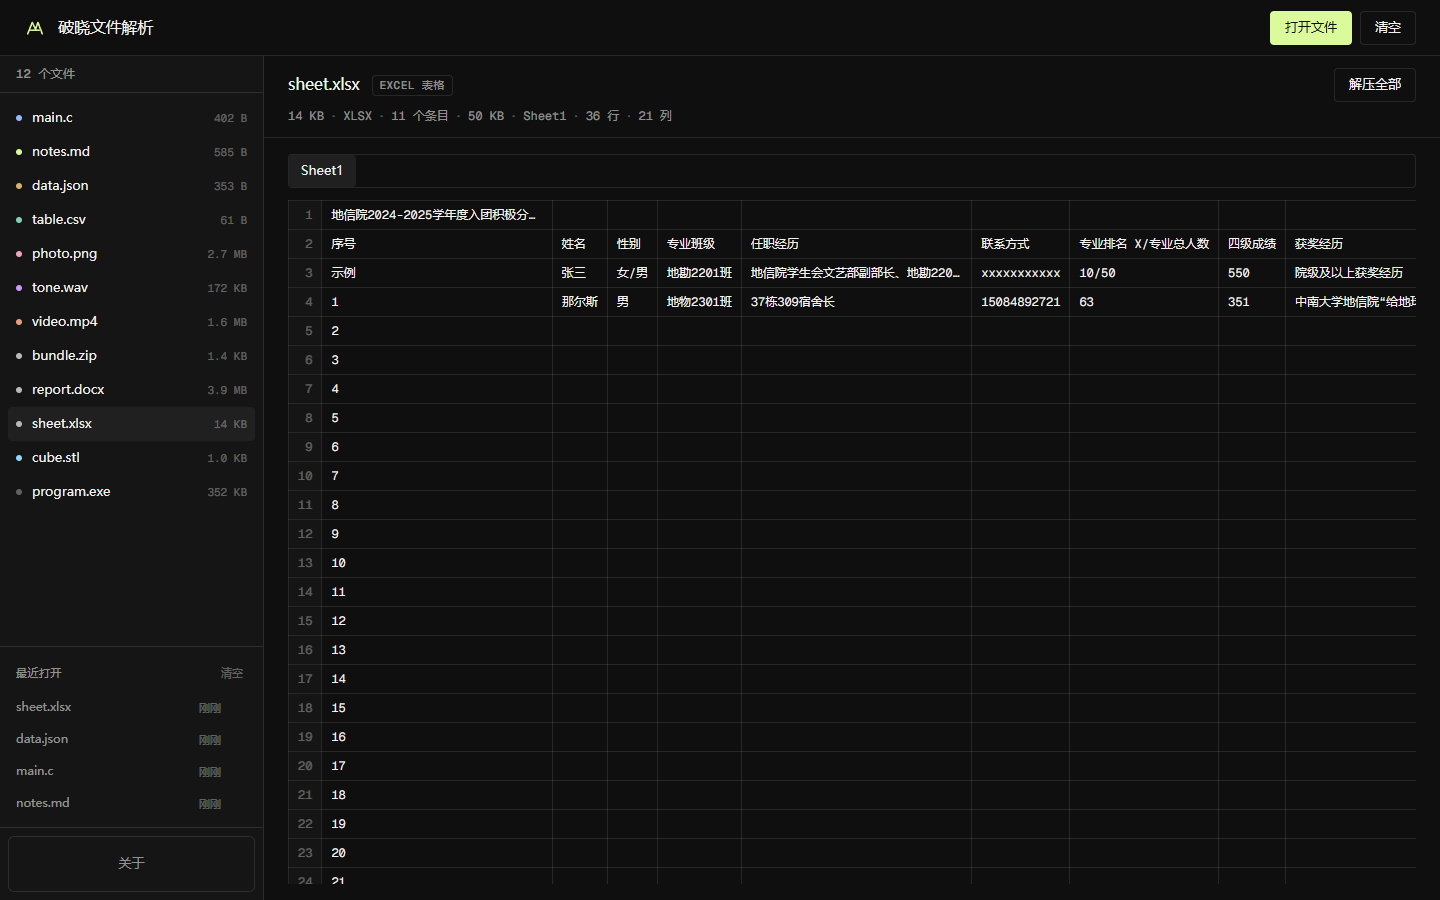 破晓文件解析
打开文件 清空
12 个文件
main.c 402 B
notes.md 585 B
data.json 353 B
table.csv 61 B
photo.png 2.7 MB
tone.wav 172 KB
video.mp4 1.6 MB
bundle.zip 1.4 KB
report.docx 3.9 MB
sheet.xlsx 14 KB
cube.stl 1.0 KB
program.exe 352 KB
最近打开 清空
sheet.xlsx 刚刚
data.json 刚刚
main.c 刚刚
notes.md 刚刚
关于
sheet.xlsx EXCEL 表格
解压全部
14 KB · XLSX · 11 个条目 · 50 KB · Sheet1 · 36 行 · 21 列
Sheet1
1 地信院2024-2025学年度入团积极分…
2 序号 姓名 性别 专业班级 任职经历 联系方式 专业排名 X/专业总人数 四级成绩 获奖经历
3 示例 张三 女/男 地勘2201班 地信院学生会文艺部副部长、地勘220… xxxxxxxxxxx 10/50 550 院级及以上获奖经历
4 1 那尔斯 男 地物2301班 37栋309宿舍长 15084892721 63 351 中南大学地信院“给地球
5 2
6 3
7 4
8 5
9 6
10 7
11 8
12 9
13 10
14 11
15 12
16 13
17 14
18 15
19 16
20 17
21 18
22 19
23 20
24 21